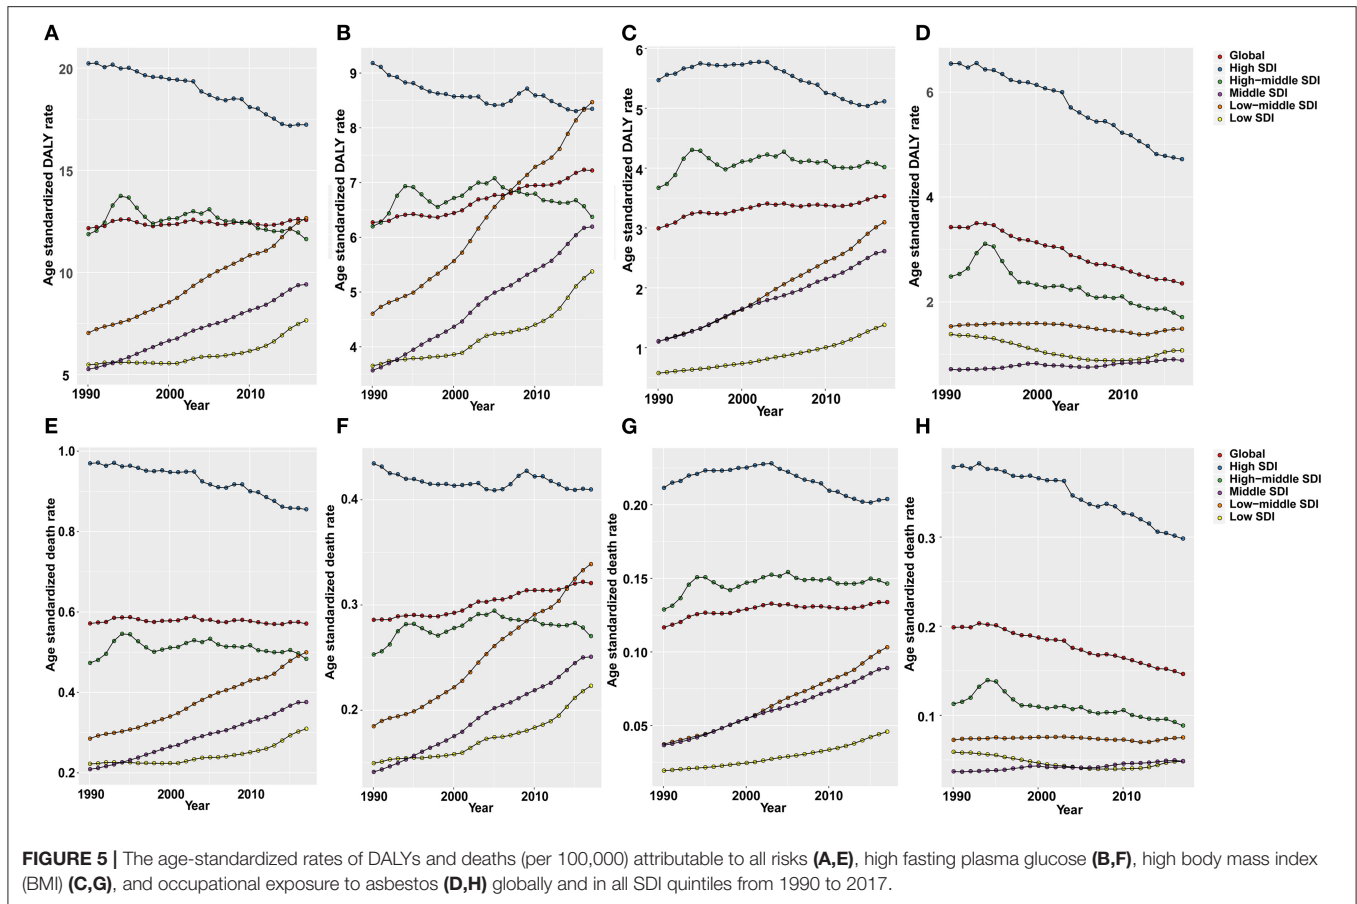 A
B
C
D
Age standardized DALY rate
20
15
10
5
1990
2000
2010
Year
Age standardized DALY rate
9
8
7
6
5
4
1990
2000
2010
Year
Age standardized DALY rate
6
5
4
3
2
1
1990
2000
2010
Year
Age standardized DALY rate
6
4
2
1990
2000
2010
Year
Global
High SDI
High−middle SDI
Middle SDI
Low−middle SDI
Low SDI
E
F
G
H
Age standardized death rate
1.0
0.8
0.6
0.4
0.2
1990
2000
2010
Year
Age standardized death rate
0.4
0.3
0.2
1990
2000
2010
Year
Age standardized death rate
0.20
0.15
0.10
0.05
1990
2000
2010
Year
Age standardized death rate
0.3
0.2
0.1
1990
2000
2010
Year
Global
High SDI
High−middle SDI
Middle SDI
Low−middle SDI
Low SDI
FIGURE 5 | The age-standardized rates of DALYs and deaths (per 100,000) attributable to all risks (A,E), high fasting plasma glucose (B,F), high body mass index
(BMI) (C,G), and occupational exposure to asbestos (D,H) globally and in all SDI quintiles from 1990 to 2017.